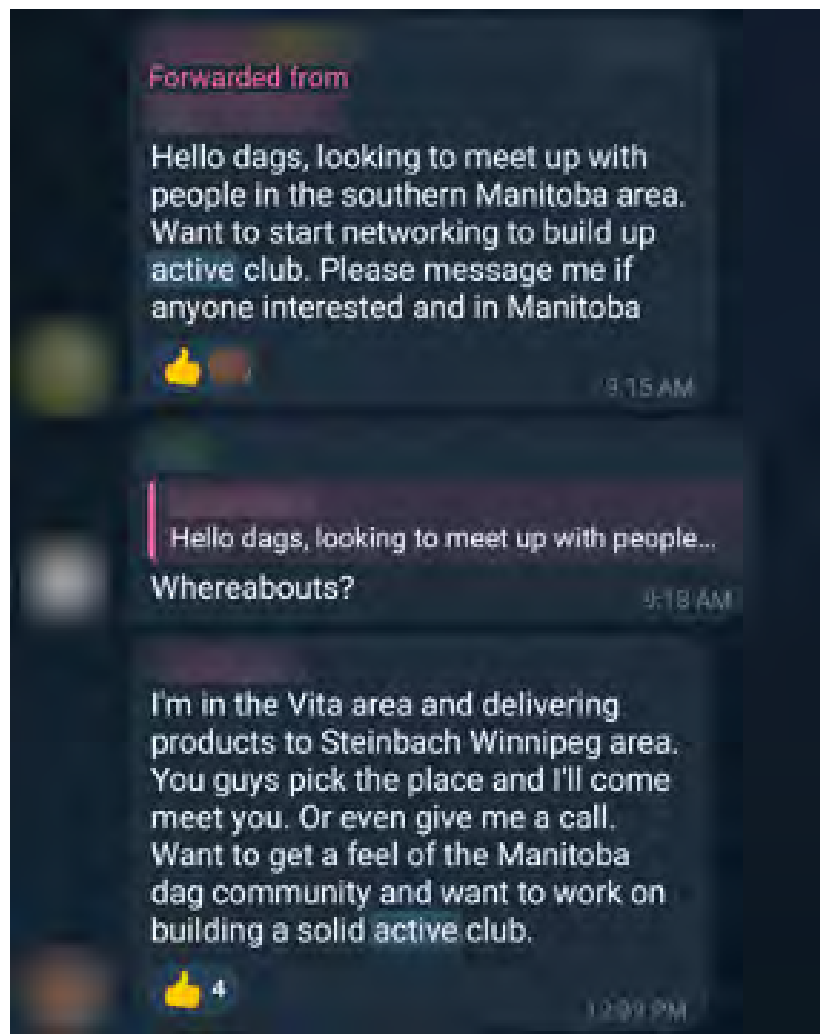 Forwarded from
Hello dags, looking to meet up with
people in the southern Manitoba area.
Want to start networking to build up
active club. Please message me if
anyone interested and in Manitoba
9:15 AM
Hello dags, looking to meet up with people...
Whereabouts?
9:18 AM
I'm in the Vita area and delivering
products to Steinbach Winnipeg area.
You guys pick the place and I'll come
meet you. Or even give me a call.
Want to get a feel of the Manitoba
dag community and want to work on
building a solid active club.
4
PM